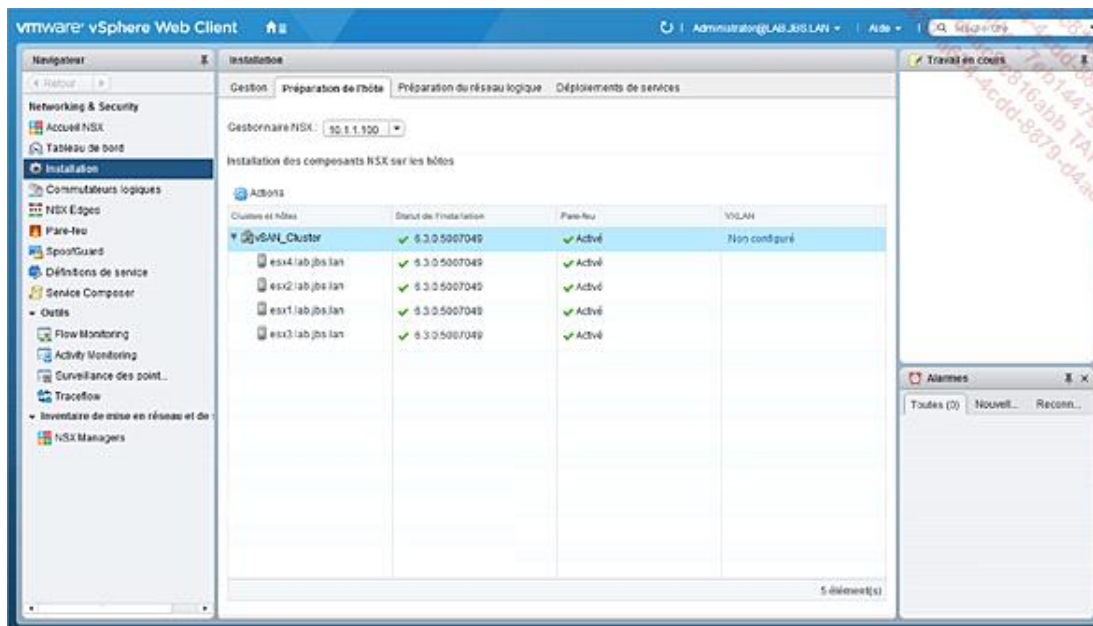 vmware® vSphere Web Client
Administrator@LAB.JBS.LAN
Aide
Navigateur
Retour
Networking & Security
Accueil NSX
Tableau de bord
Installation
Commutateurs logiques
NSX Edges
Pare-feu
SpoofGuard
Définitions de service
Service Composer
Outils
Flow Monitoring
Activity Monitoring
Surveillance des point...
Traceflow
Inventaire de mise en réseau et de
NSX Managers
Installation
Gestion
Préparation de l'hôte
Préparation du réseau logique
Déploiements de services
Gestionnaire NSX :
10.1.1.100
Installation des composants NSX sur les hôtes
Actions
Clusters et hôtes Statut de l'installation Pare-feu VXLAN
vSAN_Cluster 6.3.0.5007049 Activé Non configuré
esx4.lab.jbs.lan 6.3.0.5007049 Activé
esx2.lab.jbs.lan 6.3.0.5007049 Activé
esx1.lab.jbs.lan 6.3.0.5007049 Activé
esx3.lab.jbs.lan 6.3.0.5007049 Activé
5 élément(s)
Travail en cours
Alarmes
Toutes (0)
Nouvell...
Reconn...